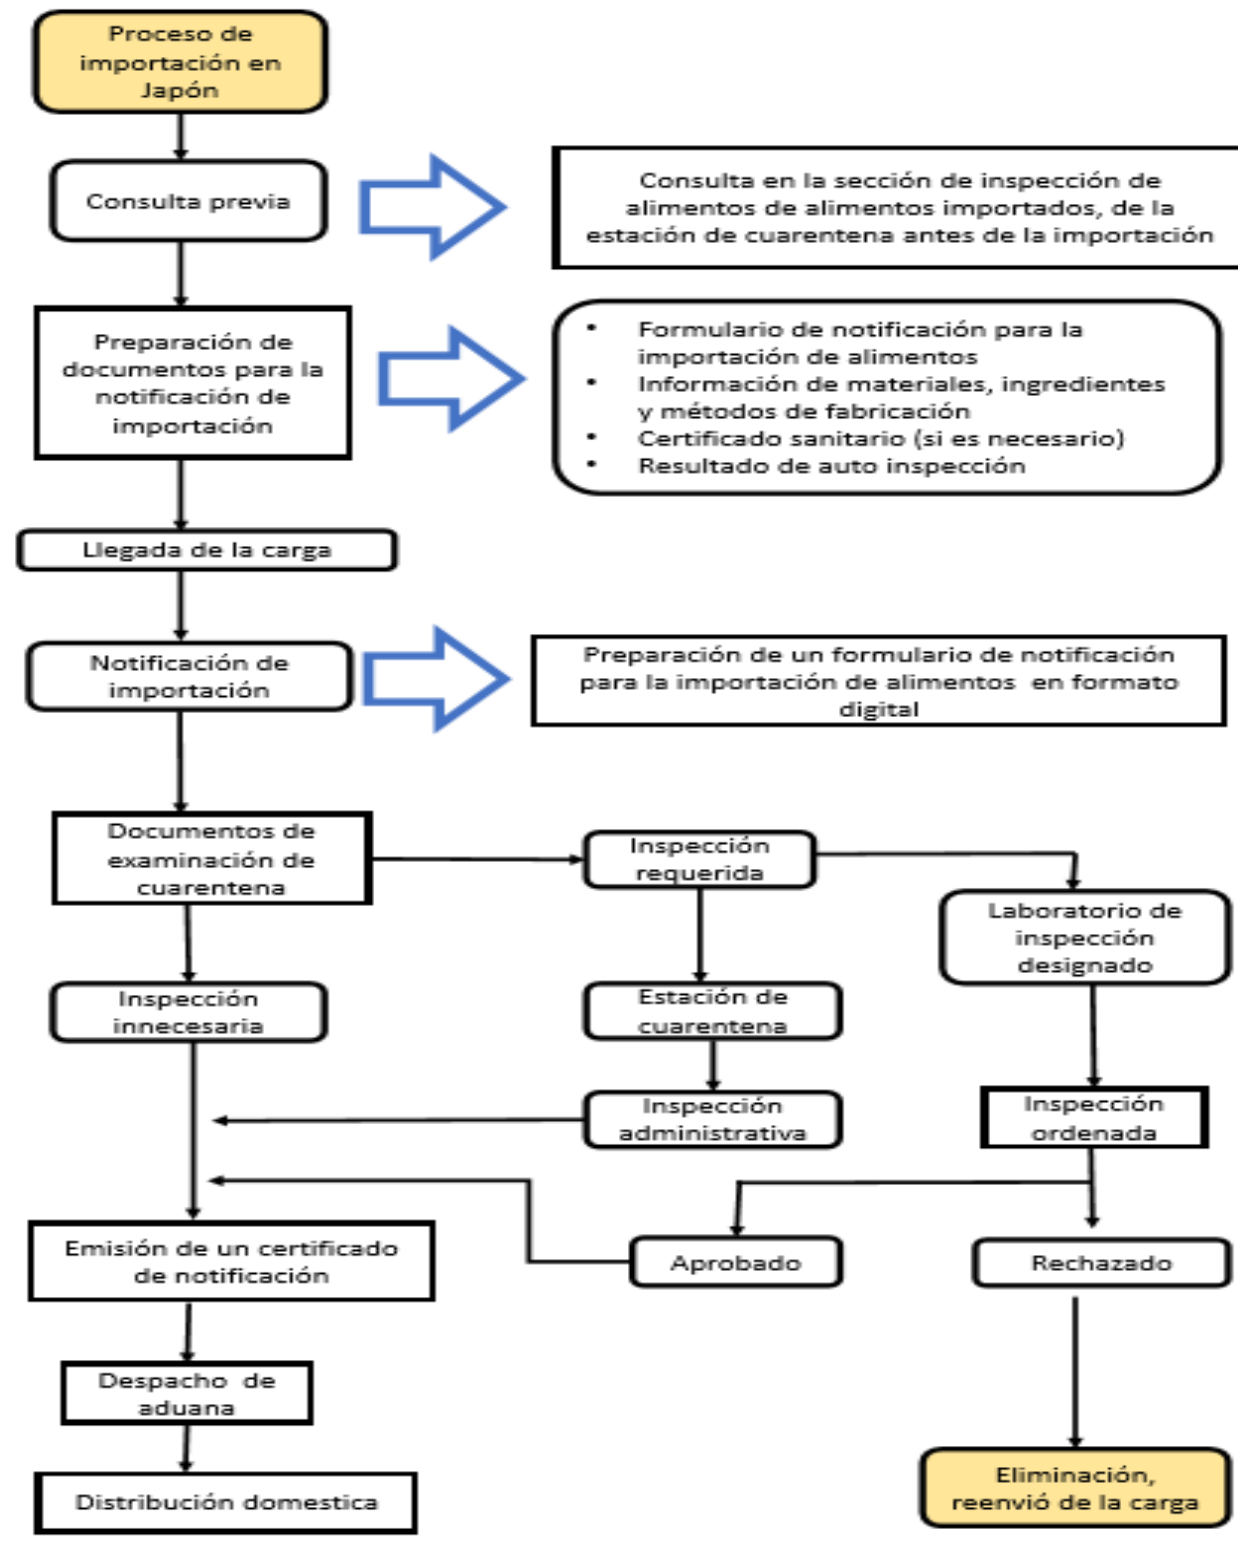 Proceso de
importación en
Japón
Consulta previa
Consulta en la sección de inspección de
alimentos de alimentos importados, de la
estación de cuarentena antes de la importación
Preparación de
documentos para la
notificación de
importación
• Formulario de notificación para la
importación de alimentos
• Información de materiales, ingredientes
y métodos de fabricación
• Certificado sanitario (si es necesario)
• Resultado de auto inspección
Llegada de la carga
Notificación de
importación
Preparación de un formulario de notificación
para la importación de alimentos en formato
digital
Documentos de
examinación de
cuarentena
Inspección
requerida
Laboratorio de
inspección
designado
Inspección
innecesaria
Estación de
cuarentena
Inspección
administrativa
Inspección
ordenada
Emisión de un certificado
de notificación
Aprobado
Rechazado
Despacho de
aduana
Distribución domestica
Eliminación,
reenvió de la carga